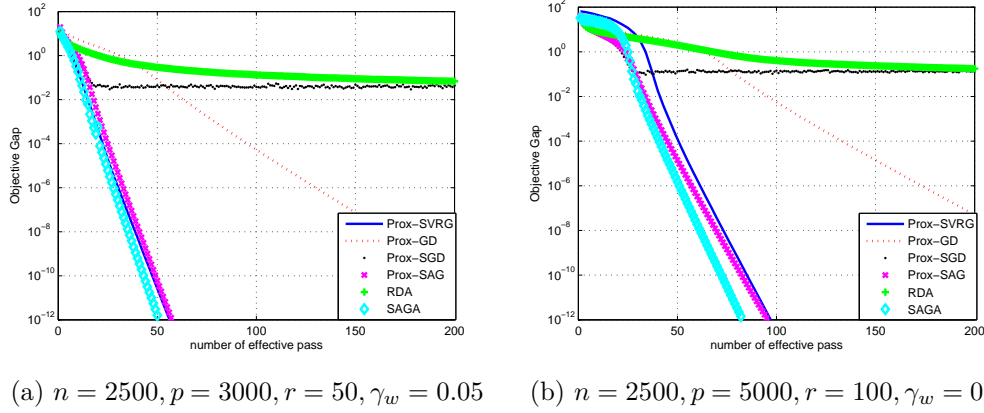 10^2
10^0
10^-2
10^-4
10^-6
10^-8
10^-10
10^-12
Objective Gap
0 50 100 150 200
number of effective pass
Prox-SVRG
Prox-GD
Prox-SGD
Prox-SAG
RDA
SAGA
(a) n = 2500, p = 3000, r = 50, γ_w = 0.05
10^2
10^0
10^-2
10^-4
10^-6
10^-8
10^-10
10^-12
Objective Gap
0 50 100 150 200
number of effective pass
Prox-SVRG
Prox-GD
Prox-SGD
Prox-SAG
RDA
SAGA
(b) n = 2500, p = 5000, r = 100, γ_w = 0